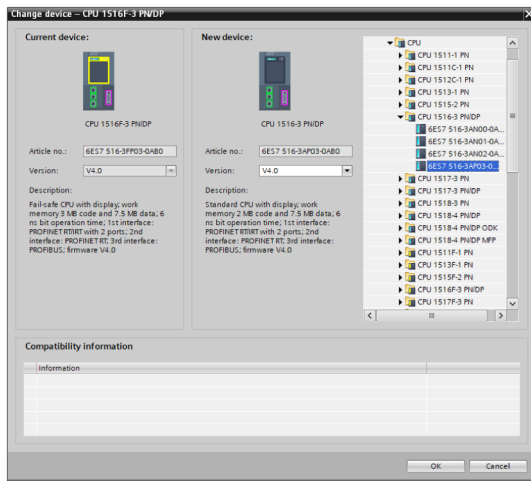 Change device – CPU 1516F-3 PN/DP
Current device:
CPU 1516F-3 PN/DP
Article no.: 6ES7 516-3FP03-0AB0
Version: V4.0
Description:
Fail-safe CPU with display; work
memory 3 MB code and 7.5 MB data; 6
ns bit operation time; 1st interface:
PROFINET RT/IRT with 2 ports; 2nd
interface: PROFINET RT; 3rd interface:
PROFIBUS; firmware V4.0
New device:
CPU 1516-3 PN/DP
Article no.: 6ES7 516-3AP03-0AB0
Version: V4.0
Description:
Standard CPU with display; work
memory 2 MB code and 7.5 MB data; 6
ns bit operation time; 1st interface:
PROFINET RT/IRT with 2 ports; 2nd
interface: PROFINET RT; 3rd interface:
PROFIBUS; firmware V4.0
CPU
CPU 1511-1 PN
CPU 1511C-1 PN
CPU 1512C-1 PN
CPU 1513-1 PN
CPU 1515-2 PN
CPU 1516-3 PN/DP
6ES7 516-3AN00-0A...
6ES7 516-3AN01-0A...
6ES7 516-3AN02-0A...
6ES7 516-3AP03-0...
CPU 1517-3 PN
CPU 1517-3 PN/DP
CPU 1518-3 PN
CPU 1518-4 PN/DP
CPU 1518-4 PN/DP ODK
CPU 1518-4 PN/DP MFP
CPU 1511F-1 PN
CPU 1513F-1 PN
CPU 1515F-2 PN
CPU 1516F-3 PN/DP
CPU 1517F-3 PN
Compatibility information
Information
OK
Cancel